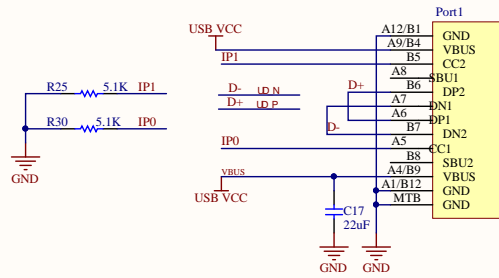 Port1
USB VCC
A12/B1 GND
A9/B4 VBUS
IP1 B5 CC2
A8 SBU1
R25 5.1K IP1
D- UD N
D+ B6 DP2
D+ UD P
A7 DN1
A6 DP1
R30 5.1K IP0
D- B7 DN2
IP0 A5 CC1
B8 SBU2
VBUS A4/B9 VBUS
GND
A1/B12 GND
USB VCC
MTB GND
C17
22uF
GND GND